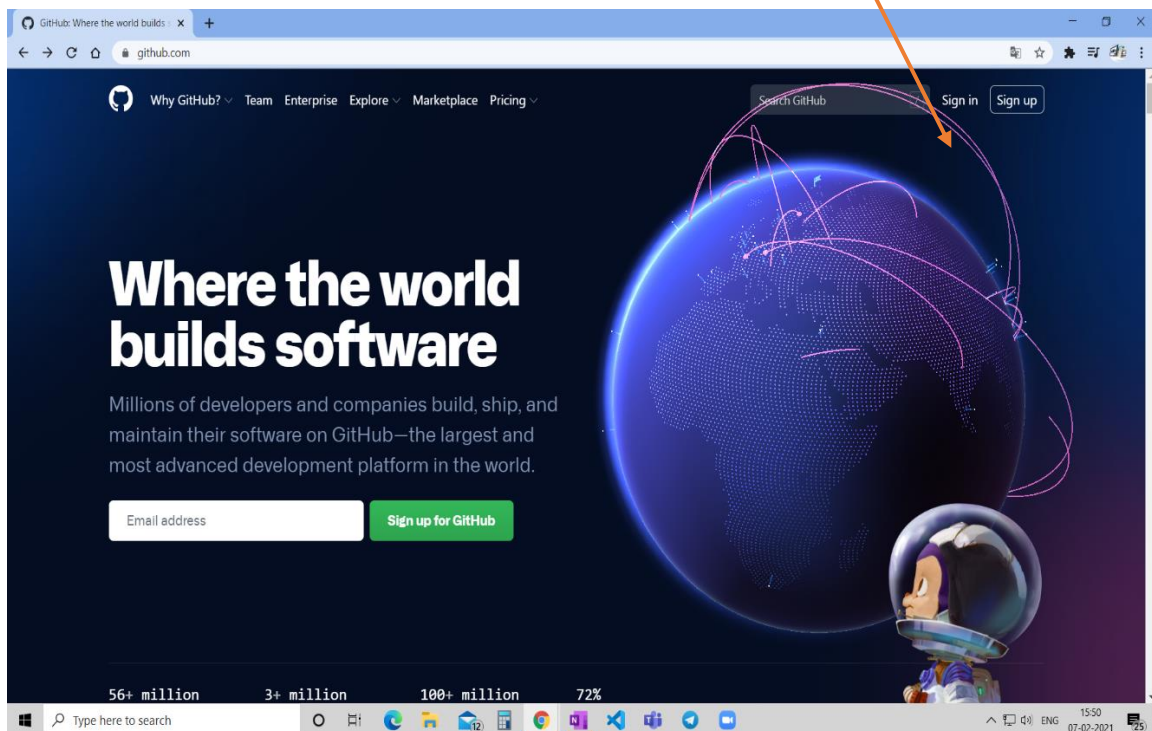 GitHub: Where the world builds s
github.com
Why GitHub? Team Enterprise Explore Marketplace Pricing
Search GitHub
/
Sign in
Sign up
Where the world
builds software
Millions of developers and companies build, ship, and
maintain their software on GitHub—the largest and
most advanced development platform in the world.
Email address
Sign up for GitHub
56+ million 3+ million 100+ million 72%
Type here to search
12
ENG
15:50
07-02-2021
25